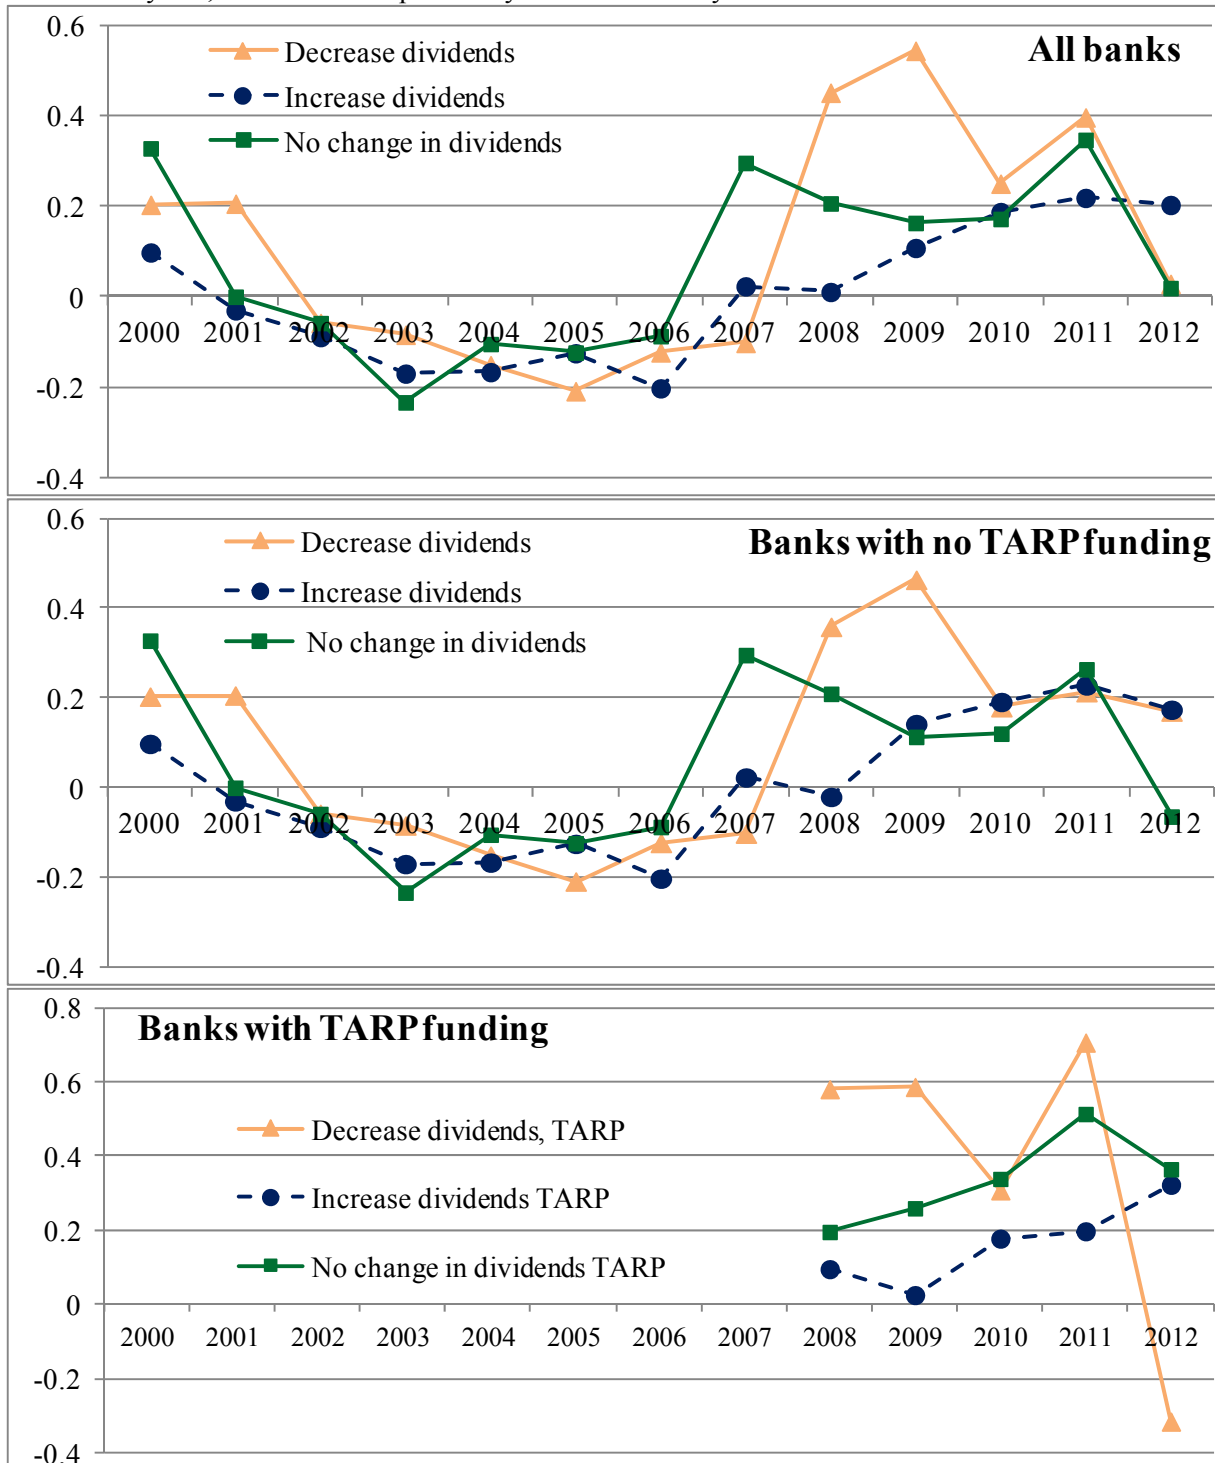 0.6
All banks
Decrease dividends
Increase dividends
No change in dividends
0.4
0.2
0
2000 2001 2002 2003 2004 2005 2006 2007 2008 2009 2010 2011 2012
-0.2
-0.4
0.6
Banks with no TARP funding
Decrease dividends
Increase dividends
No change in dividends
0.4
0.2
0
2000 2001 2002 2003 2004 2005 2006 2007 2008 2009 2010 2011 2012
-0.2
-0.4
0.8
Banks with TARP funding
0.6
Decrease dividends, TARP
0.4
Increase dividends TARP
0.2
No change in dividends TARP
0
2000 2001 2002 2003 2004 2005 2006 2007 2008 2009 2010 2011 2012
-0.2
-0.4